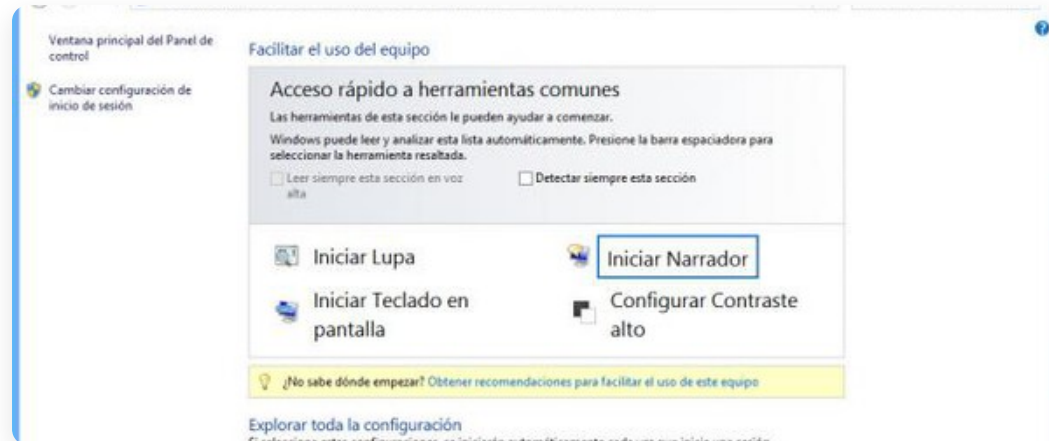 Ventana principal del Panel de
control
Cambiar configuración de
inicio de sesión
Facilitar el uso del equipo
Acceso rápido a herramientas comunes
Las herramientas de esta sección le pueden ayudar a comenzar.
Windows puede leer y analizar esta lista automáticamente. Presione la barra espaciadora para
seleccionar la herramienta resaltada.
Leer siempre esta sección en voz
alta
Detectar siempre esta sección
Iniciar Lupa
Iniciar Narrador
Iniciar Teclado en
pantalla
Configurar Contraste
alto
¿No sabe dónde empezar? Obtener recomendaciones para facilitar el uso de este equipo
Explorar toda la configuración